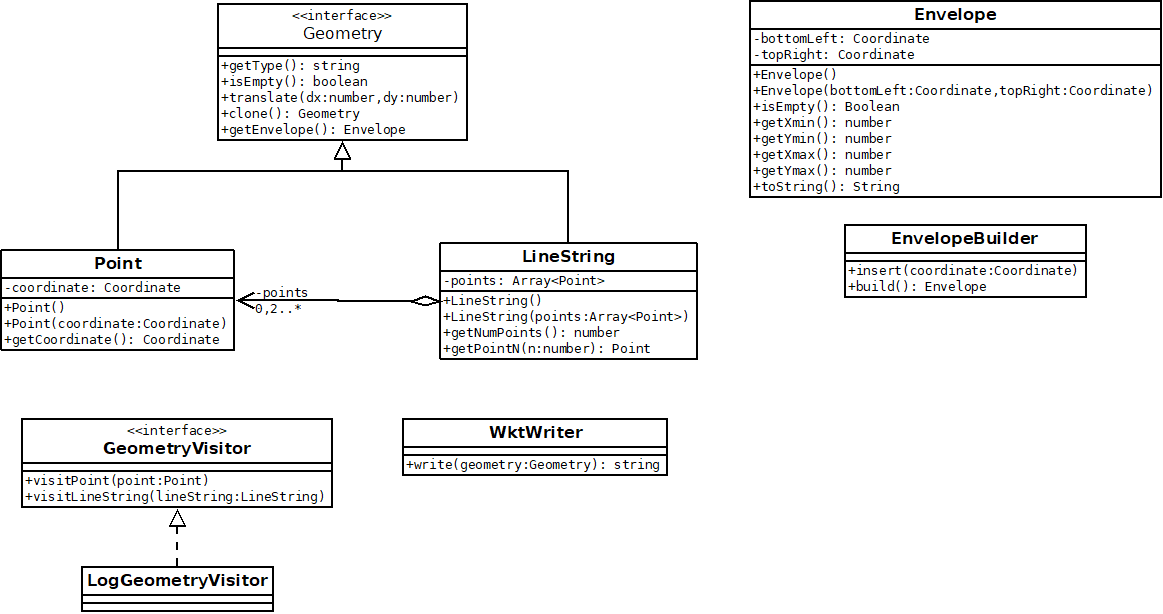 <<interface>>
Geometry
+getType(): string
+isEmpty(): boolean
+translate(dx:number,dy:number)
+clone(): Geometry
+getEnvelope(): Envelope
Envelope
-bottomLeft: Coordinate
-topRight: Coordinate
+Envelope()
+Envelope(bottomLeft:Coordinate,topRight:Coordinate)
+isEmpty(): Boolean
+getXmin(): number
+getYmin(): number
+getXmax(): number
+getYmax(): number
+toString(): String
Point
-coordinate: Coordinate
+Point()
+Point(coordinate:Coordinate)
+getCoordinate(): Coordinate
-points
0,2..*
LineString
-points: Array<Point>
+LineString()
+LineString(points:Array<Point>)
+getNumPoints(): number
+getPointN(n:number): Point
EnvelopeBuilder
+insert(coordinate:Coordinate)
+build(): Envelope
<<interface>>
GeometryVisitor
+visitPoint(point:Point)
+visitLineString(lineString:LineString)
WktWriter
+write(geometry:Geometry): string
LogGeometryVisitor